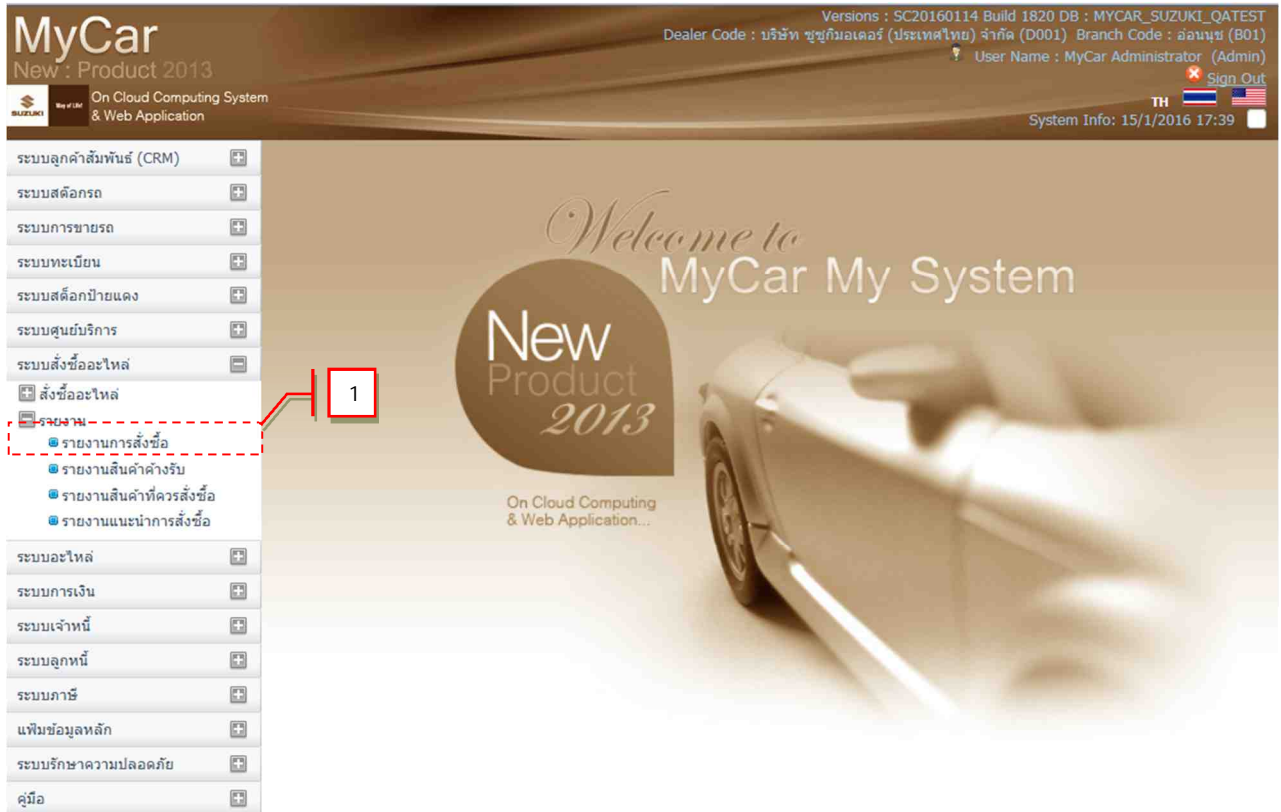 MyCar
New : Product 2013
SUZUKI
Way of Life!
On Cloud Computing System
& Web Application
Versions : SC20160114 Build 1820 DB : MYCAR_SUZUKI_QATEST
Dealer Code : บริษัท ซูซูกิมอเตอร์ (ประเทศไทย) จำกัด (D001) Branch Code : อ่อนนุช (B01)
User Name : MyCar Administrator (Admin)
Sign Out
TH
System Info: 15/1/2016 17:39
ระบบลูกค้าสัมพันธ์ (CRM)
ระบบสต๊อกรถ
ระบบการขายรถ
ระบบทะเบียน
ระบบสต็อกป้ายแดง
ระบบศูนย์บริการ
ระบบสั่งซื้ออะไหล่
สั่งซื้ออะไหล่
รายงาน
รายงานการสั่งซื้อ
รายงานสินค้าค้างรับ
รายงานสินค้าที่ควรสั่งซื้อ
รายงานแนะนำการสั่งซื้อ
ระบบอะไหล่
ระบบการเงิน
ระบบเจ้าหนี้
ระบบลูกหนี้
ระบบภาษี
แฟ้มข้อมูลหลัก
ระบบรักษาความปลอดภัย
คู่มือ
1
Welcome to
MyCar My System
New
Product
2013
On Cloud Computing
& Web Application...